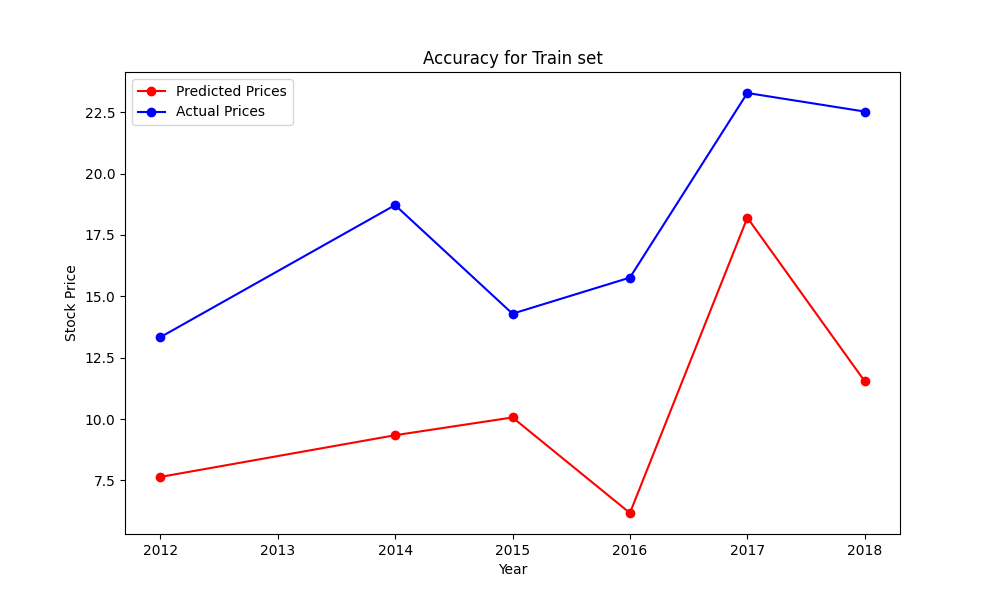 Accuracy for Train set
Predicted Prices
Actual Prices
22.5
20.0
17.5
15.0
12.5
10.0
7.5
Stock Price
2012 2013 2014 2015 2016 2017 2018
Year